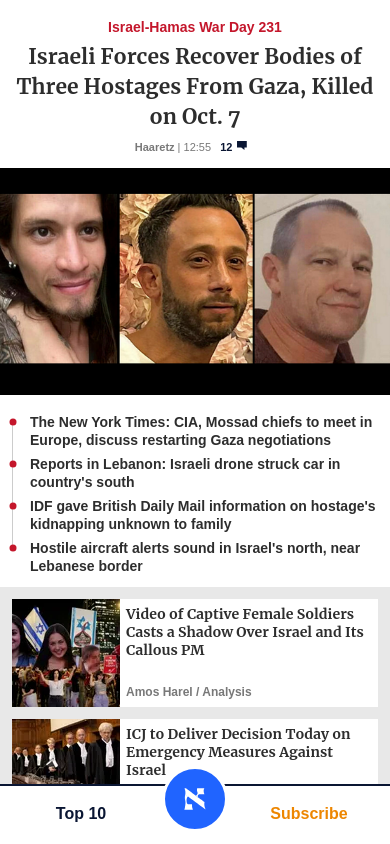 Israel-Hamas War Day 231
Israeli Forces Recover Bodies of
Three Hostages From Gaza, Killed
on Oct. 7
Haaretz | 12:55 12
The New York Times: CIA, Mossad chiefs to meet in
Europe, discuss restarting Gaza negotiations
Reports in Lebanon: Israeli drone struck car in
country's south
IDF gave British Daily Mail information on hostage's
kidnapping unknown to family
Hostile aircraft alerts sound in Israel's north, near
Lebanese border
Video of Captive Female Soldiers
Casts a Shadow Over Israel and Its
Callous PM
Amos Harel / Analysis
ICJ to Deliver Decision Today on
Emergency Measures Against
Israel
Top 10
Subscribe